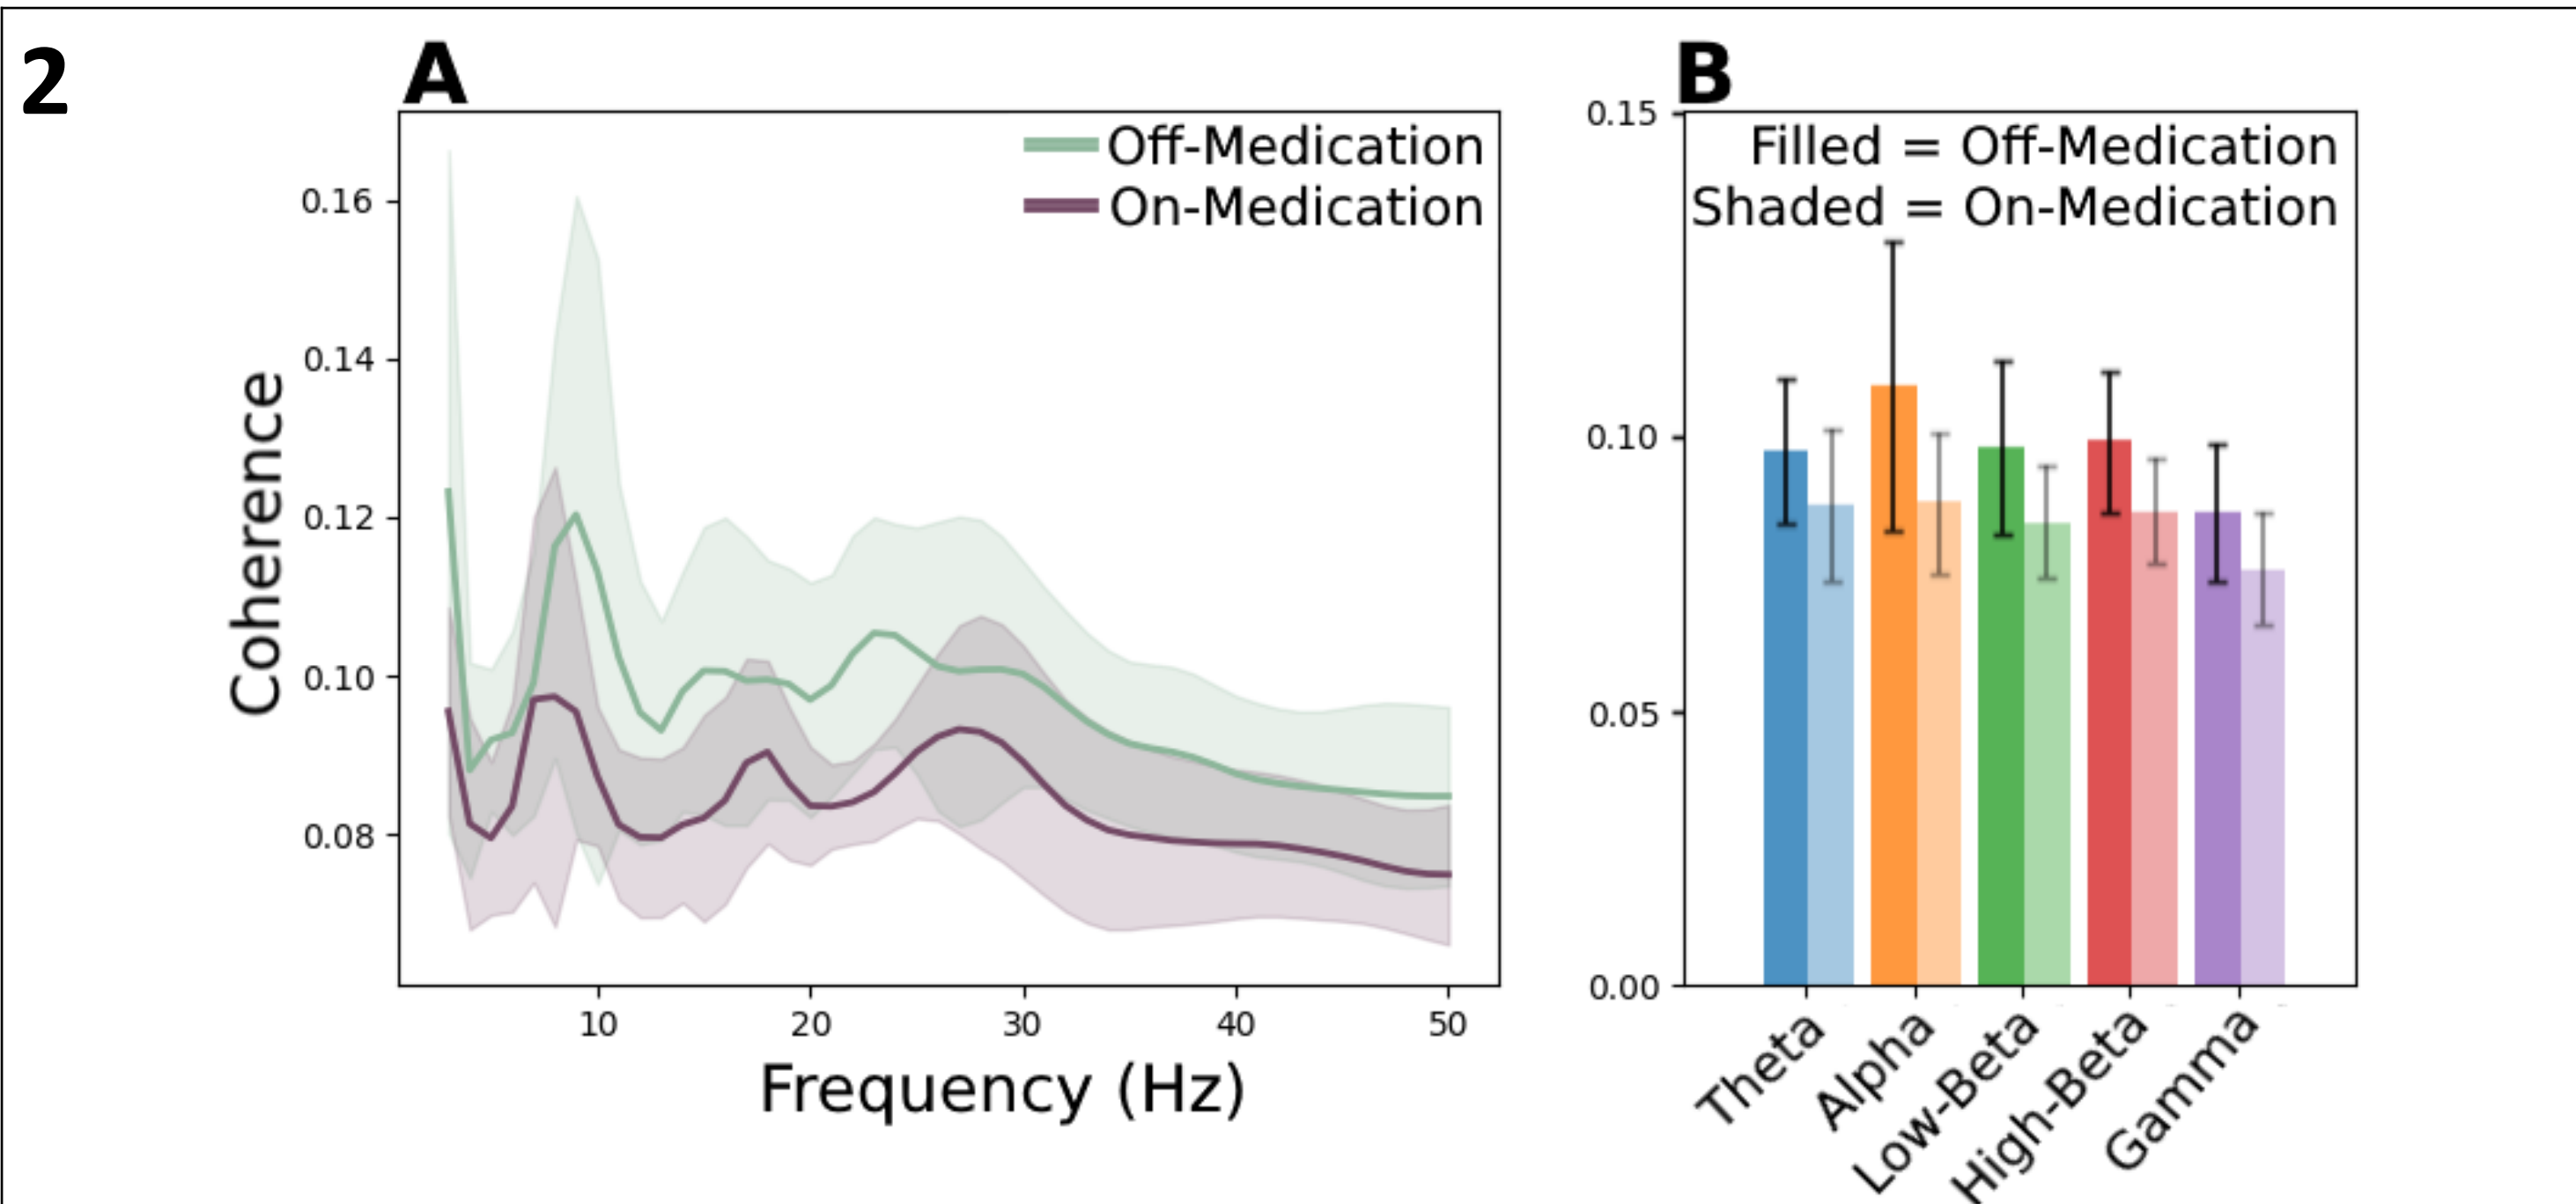 2
A
Off-Medication
On-Medication
0.16
0.14
0.12
0.10
0.08
Coherence
10 20 30 40 50
Frequency (Hz)
B
Filled = Off-Medication
Shaded = On-Medication
0.15
0.10
0.05
0.00
Theta
Alpha
Low-Beta
High-Beta
Gamma